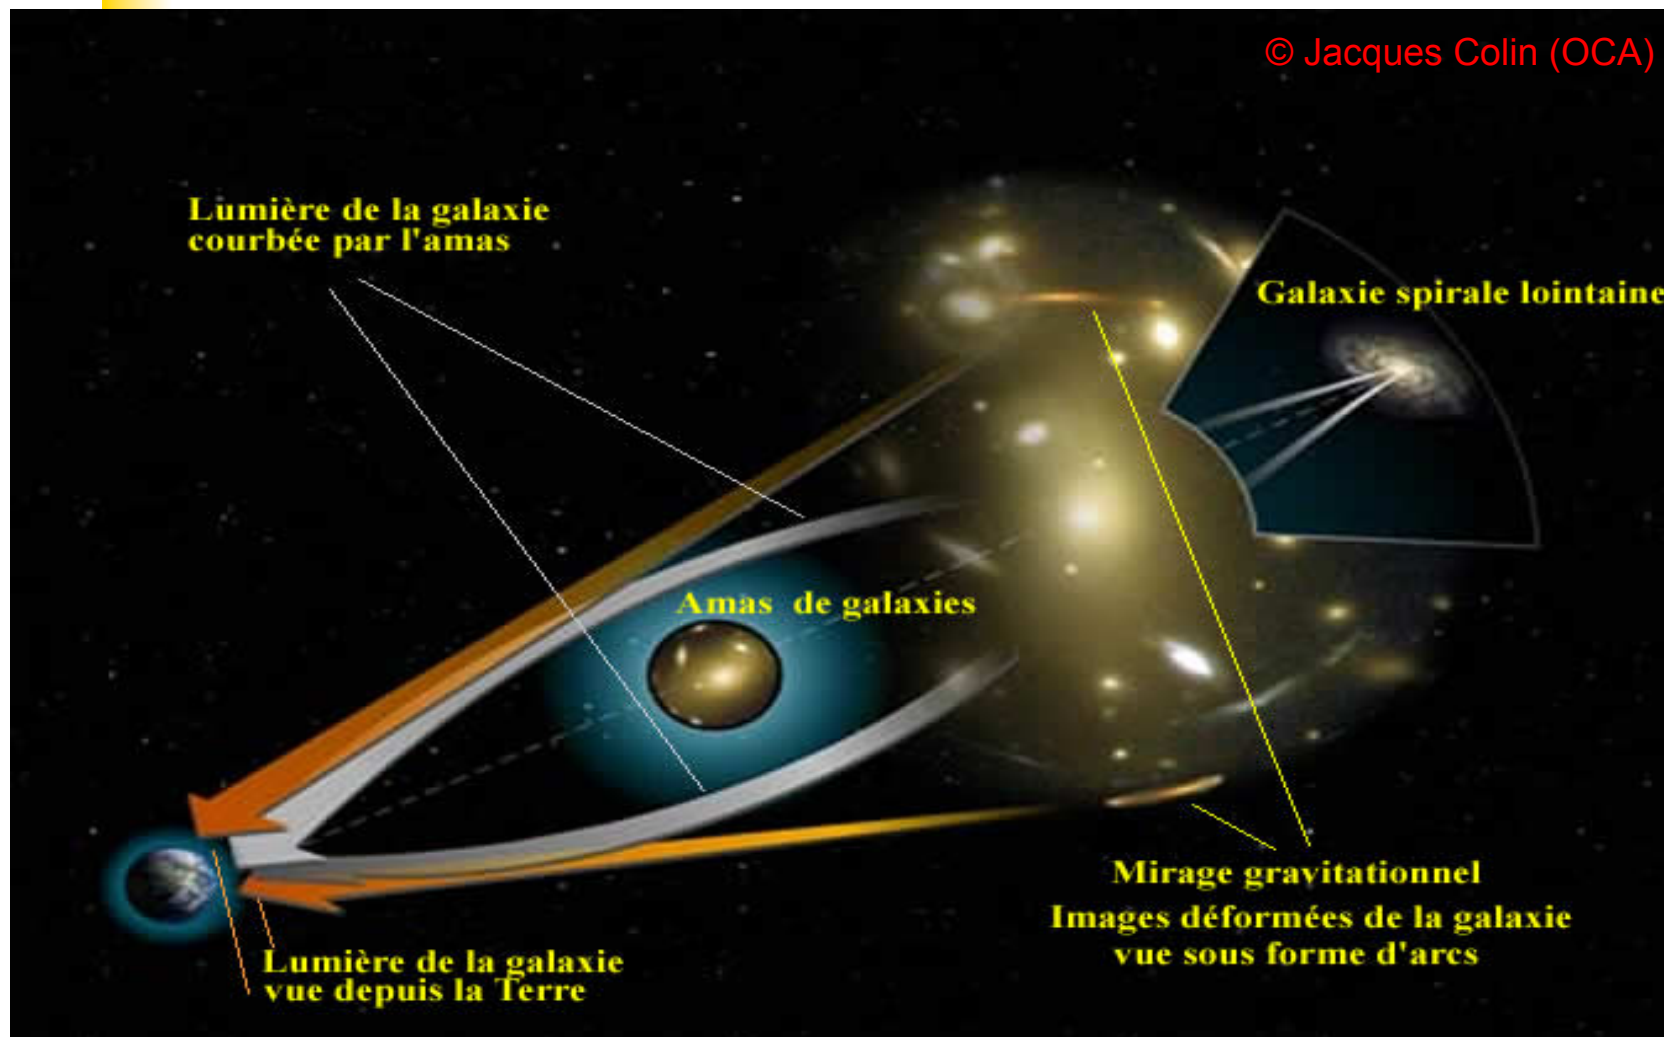 © Jacques Colin (OCA)
Lumière de la galaxie
courbée par l'amas
Galaxie spirale lointaine
Amas de galaxies
Mirage gravitationnel
Images déformées de la galaxie
vue sous forme d'arcs
Lumière de la galaxie
vue depuis la Terre